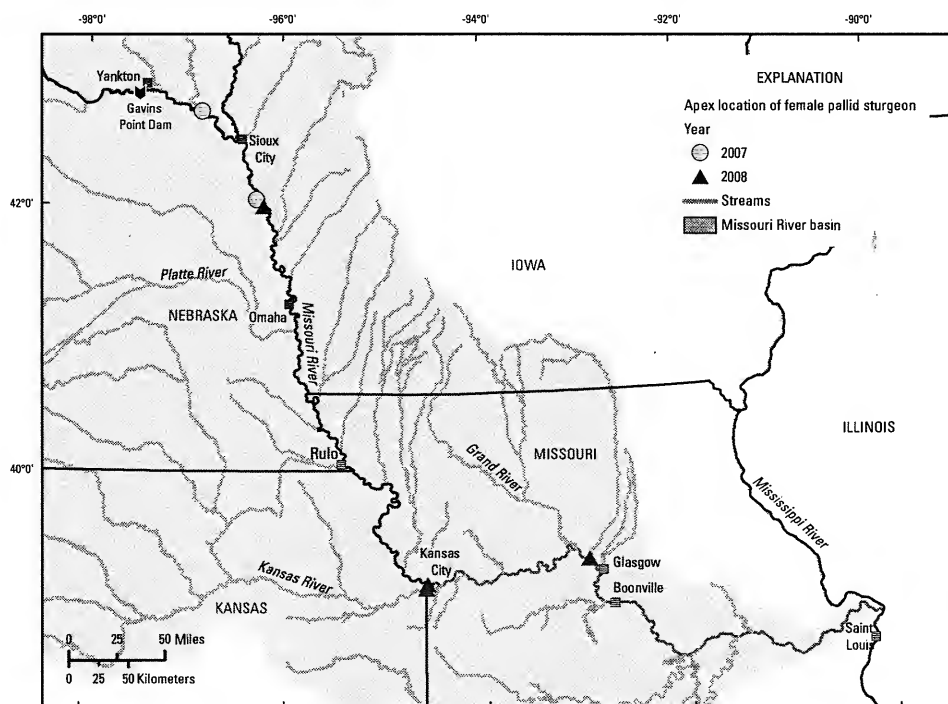 -98°0'
-96°0'
-94°0'
-92°0'
-90°0'
EXPLANATION
Apex location of female pallid sturgeon
Year
2007
2008
Streams
Missouri River basin
Yankton
Gavins
Point Dam
Sioux
City
42°0'
IOWA
Platte River
NEBRASKA
Omaha
Missouri River
ILLINOIS
Rulo
Grand River
MISSOURI
40°0'
Mississippi River
Kansas
City
Glasgow
Boonville
Kansas River
KANSAS
Saint
Louis
0 25 50 Miles
0 25 50 Kilometers